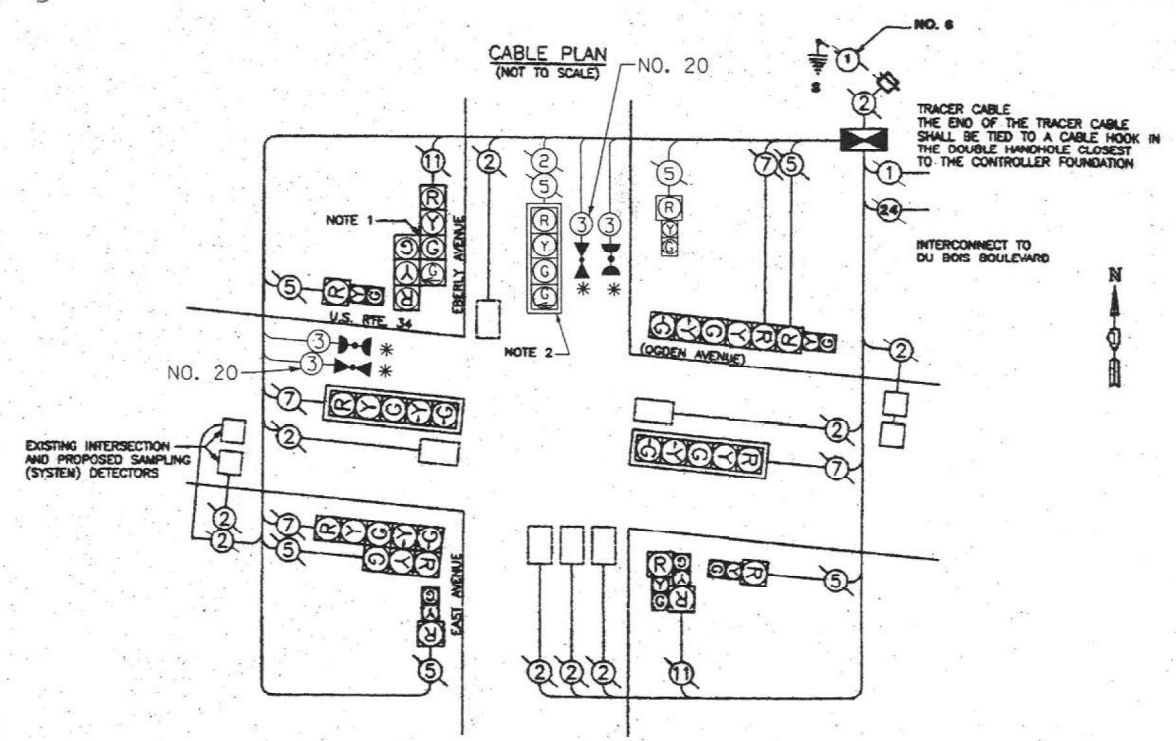 NO. 6
CABLE PLAN
(NOT TO SCALE)
NO. 20
1
S
2
TRACER CABLE
THE END OF THE TRACER CABLE
SHALL BE TIED TO A CABLE HOOK IN
THE DOUBLE HANDHOLE CLOSEST
TO THE CONTROLLER FOUNDATION
11
2
2
5
3
3
5
7
5
1
24
INTERCONNECT TO
DU BOIS BOULEVARD
N
NOTE 1
R
Y
G
G
G
Y
R
EBERLY AVENUE
R
Y
G
G
*
*
R
Y
G
5
R Y G
U.S. RTE. 34
NOTE 2
G Y G Y R R Y G
(OGDEN AVENUE)
2
3
*
NO. 20
3
*
7
R Y G Y G
2
2
G Y G Y R
7
EXISTING INTERSECTION
AND PROPOSED SAMPLING
(SYSTEM) DETECTORS
2
2
7
R Y G Y G
5
G Y R
EAST AVENUE
G
Y
R
5
R
Y
G
G
Y
R
G Y R
5
2
2
2
11